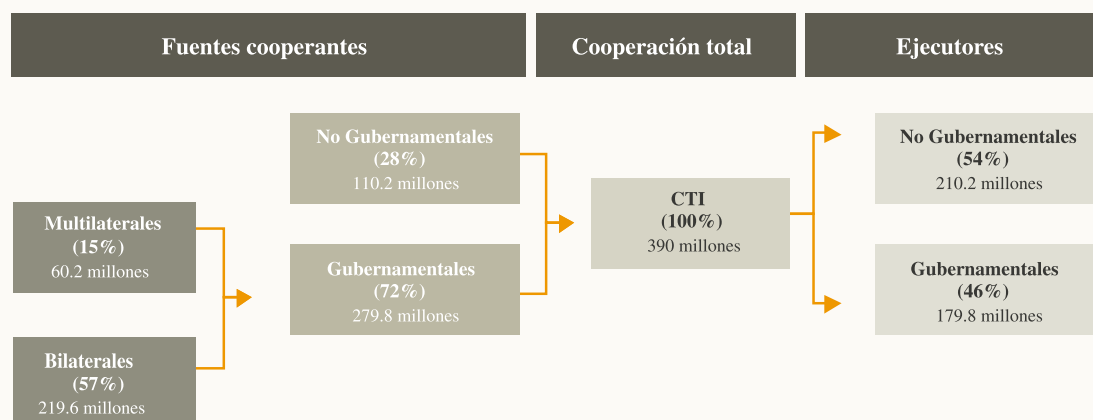 Fuentes cooperantes
Cooperación total
Ejecutores
No Gubernamentales
(28%)
110.2 millones
No Gubernamentales
(54%)
210.2 millones
CTI
(100%)
390 millones
Multilaterales
(15%)
60.2 millones
Gubernamentales
(72%)
279.8 millones
Gubernamentales
(46%)
179.8 millones
Bilaterales
(57%)
219.6 millones